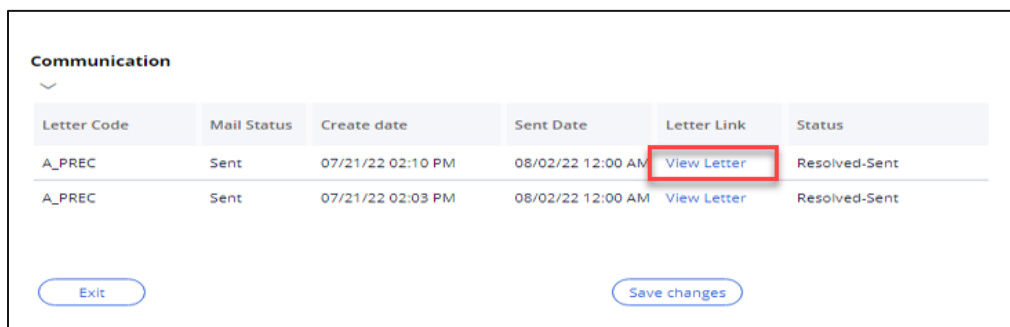 Communication
Letter Code Mail Status Create date Sent Date Letter Link Status
A_PREC Sent 07/21/22 02:10 PM 08/02/22 12:00 AM View Letter Resolved-Sent
A_PREC Sent 07/21/22 02:03 PM 08/02/22 12:00 AM View Letter Resolved-Sent
Exit Save changes